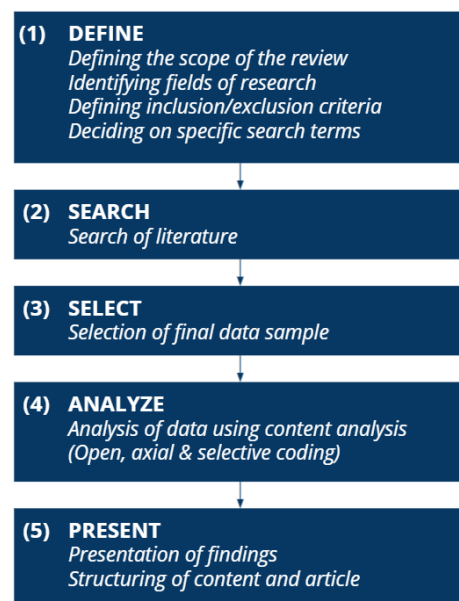 (1) DEFINE
Defining the scope of the review
Identifying fields of research
Defining inclusion/exclusion criteria
Deciding on specific search terms
(2) SEARCH
Search of literature
(3) SELECT
Selection of final data sample
(4) ANALYZE
Analysis of data using content analysis
(Open, axial & selective coding)
(5) PRESENT
Presentation of findings
Structuring of content and article